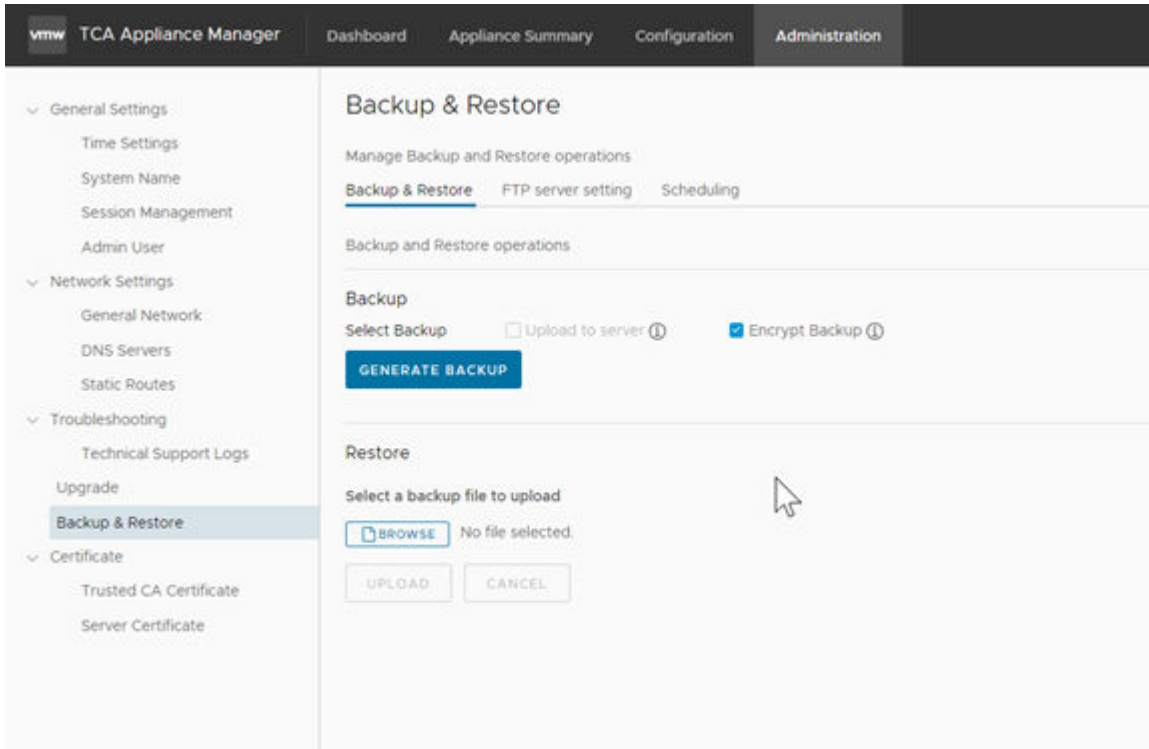 vmw TCA Appliance Manager Dashboard Appliance Summary Configuration Administration
General Settings
Time Settings
System Name
Session Management
Admin User
Network Settings
General Network
DNS Servers
Static Routes
Troubleshooting
Technical Support Logs
Upgrade
Backup & Restore
Certificate
Trusted CA Certificate
Server Certificate
Backup & Restore
Manage Backup and Restore operations
Backup & Restore FTP server setting Scheduling
Backup and Restore operations
Backup
Select Backup Upload to server Encrypt Backup
GENERATE BACKUP
Restore
Select a backup file to upload
BROWSE No file selected.
UPLOAD CANCEL